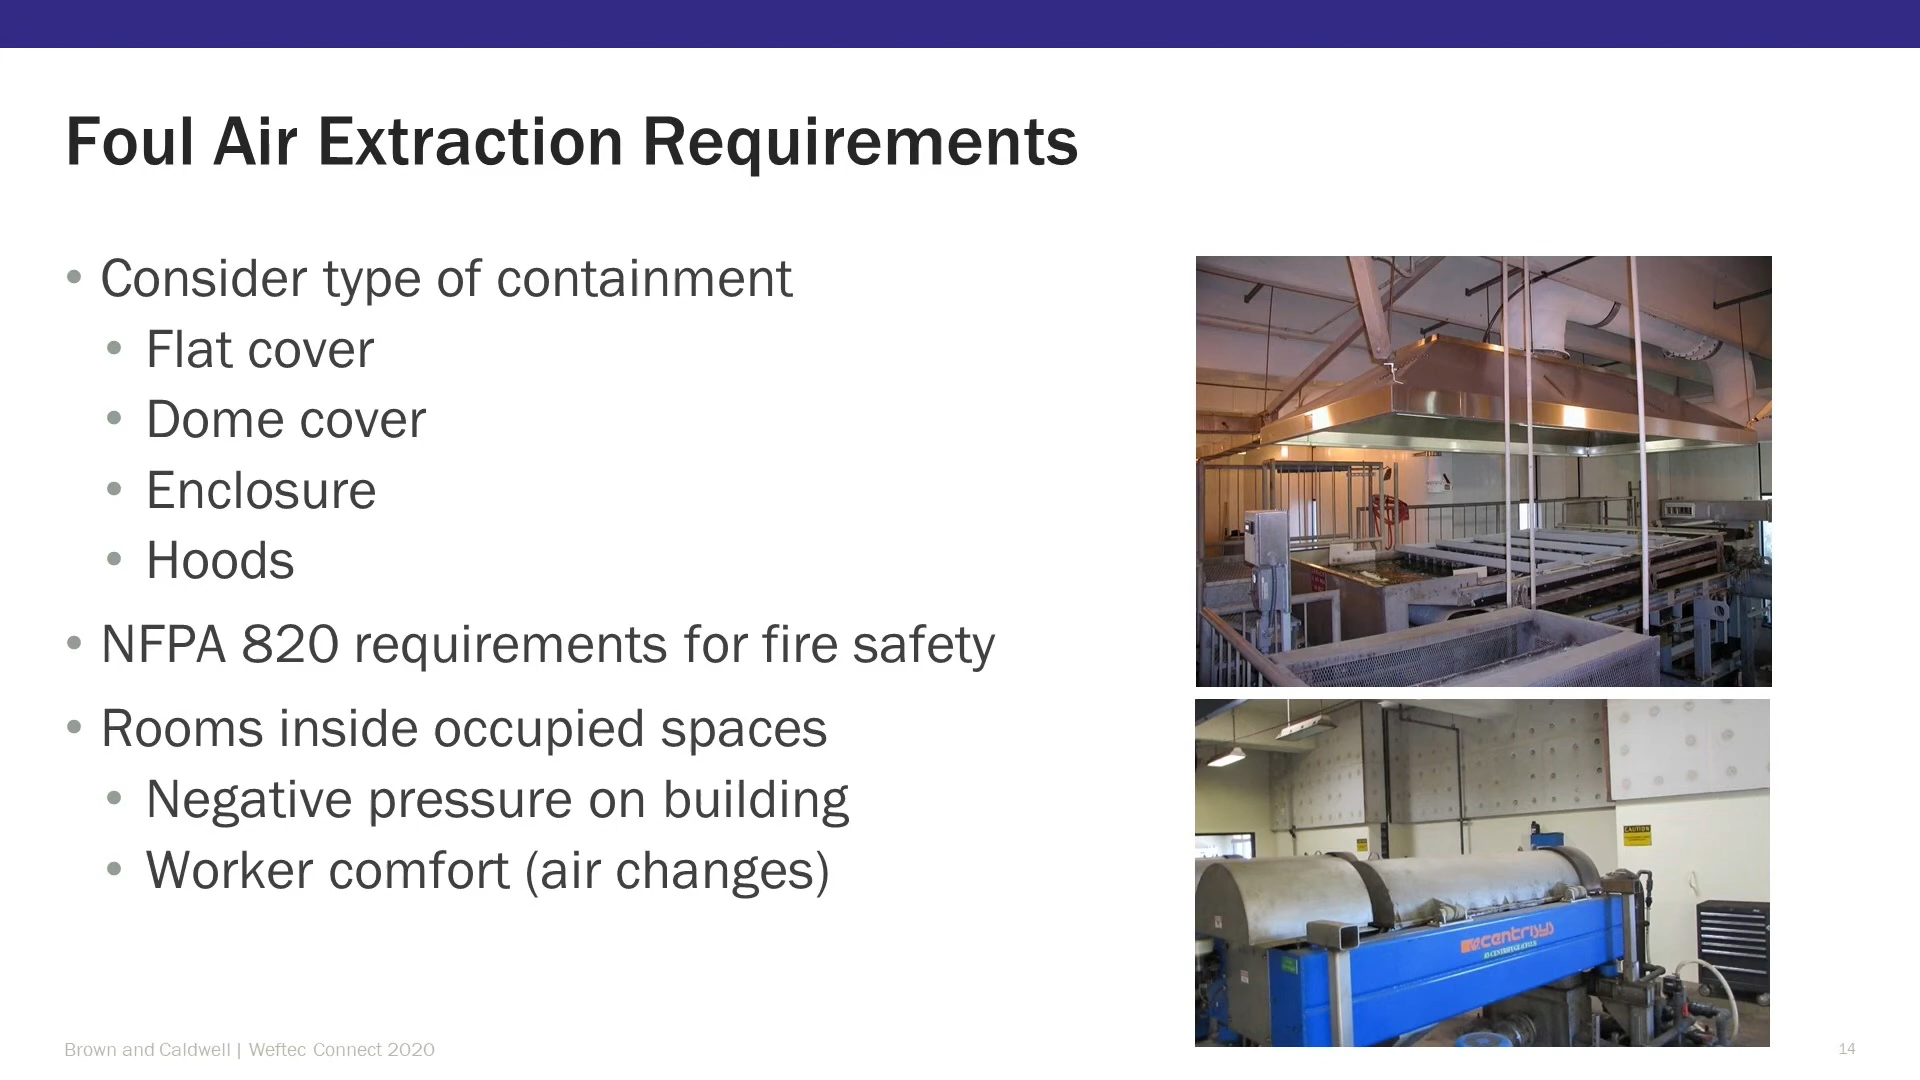 Foul Air Extraction Requirements
• Consider type of containment
• Flat cover
• Dome cover
• Enclosure
• Hoods
• NFPA 820 requirements for fire safety
• Rooms inside occupied spaces
• Negative pressure on building
• Worker comfort (air changes)
CAUTION
centrisys
Brown and Caldwell | Weftec Connect 2020
14